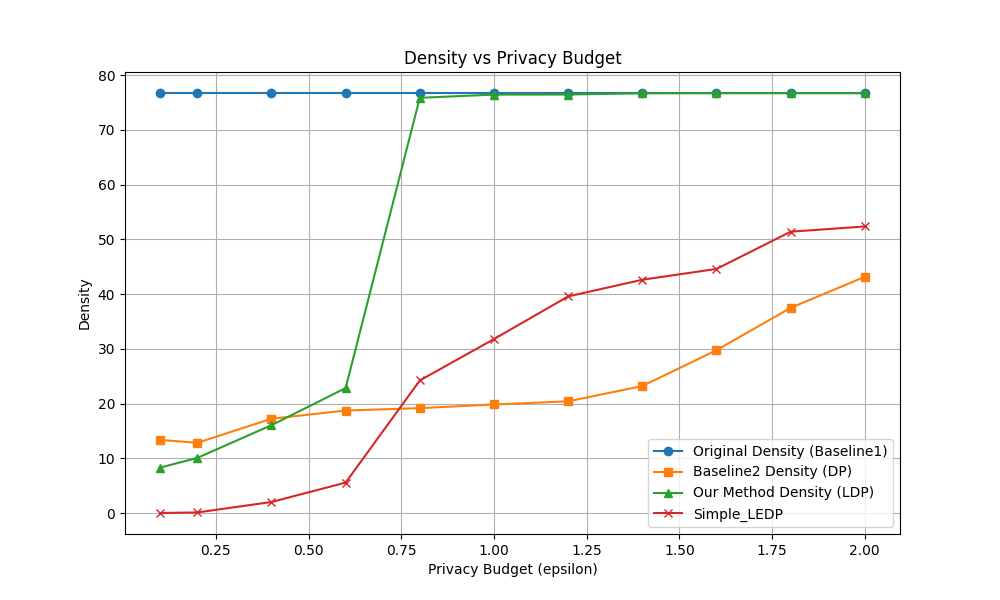 Density vs Privacy Budget
80
70
60
50
40
30
20
10
0
Density
0.25 0.50 0.75 1.00 1.25 1.50 1.75 2.00
Privacy Budget (epsilon)
Original Density (Baseline1)
Baseline2 Density (DP)
Our Method Density (LDP)
Simple_LEDP